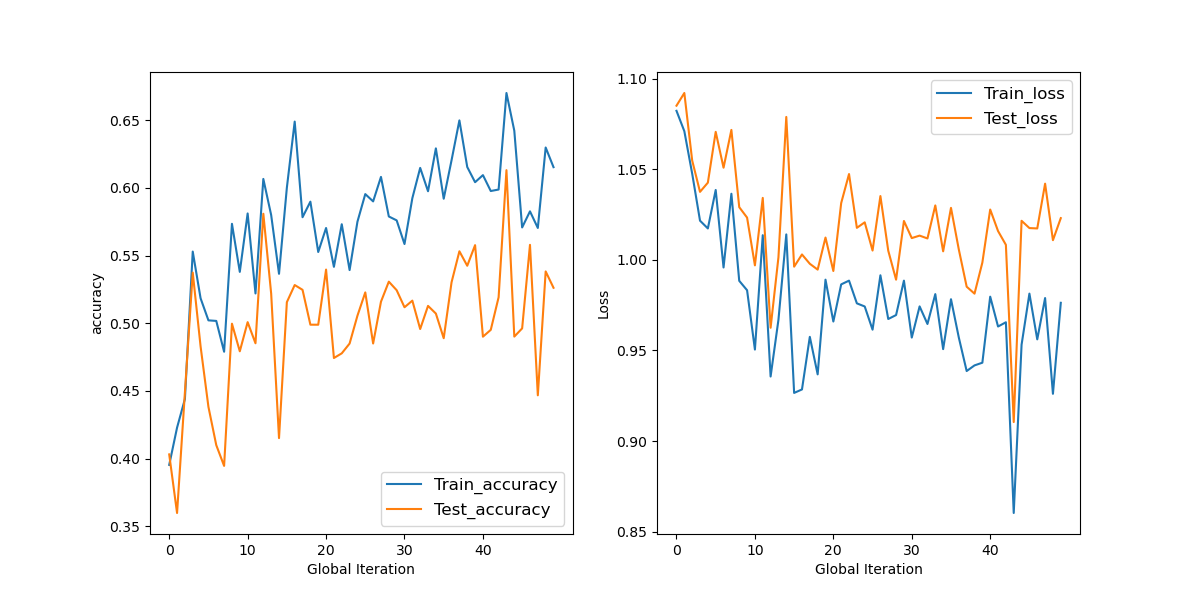 accuracy
0.65
0.60
0.55
0.50
0.45
0.40
0.35
0
10
20
30
40
Global Iteration
Train_accuracy
Test_accuracy
Loss
1.10
1.05
1.00
0.95
0.90
0.85
0
10
20
30
40
Global Iteration
Train_loss
Test_loss